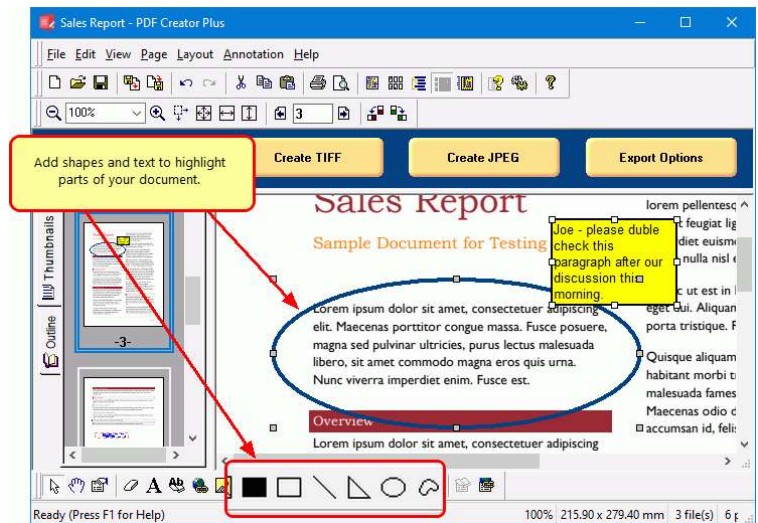 Sales Report - PDF Creator Plus
File Edit View Page Layout Annotation Help
100%
3
Add shapes and text to highlight
parts of your document.
Create TIFF
Create JPEG
Export Options
Thumbnails
Outline
-3-
Sales Report
Sample Document for Testing
Joe - please duble
check this
paragraph after our
discussion this
morning.
Lorem ipsum dolor sit amet, consectetuer adipiscing
elit. Maecenas porttitor congue massa. Fusce posuere,
magna sed pulvinar ultricies, purus lectus malesuada
libero, sit amet commodo magna eros quis urna.
Nunc viverra imperdiet enim. Fusce est.
Overview
Lorem ipsum dolor sit amet, consectetuer adipiscing
lorem pellentesq
feugiat lig
diet euism
nulla nisl
ut est in
eget dui. Aliquan
porta tristique. F
Quisque aliquam
habitant morbi t
malesuada fames
Maecenas odio d
accumsan id, feli
Ready (Press F1 for Help)
100% 215.90 x 279.40 mm 3 file(s) 6 p